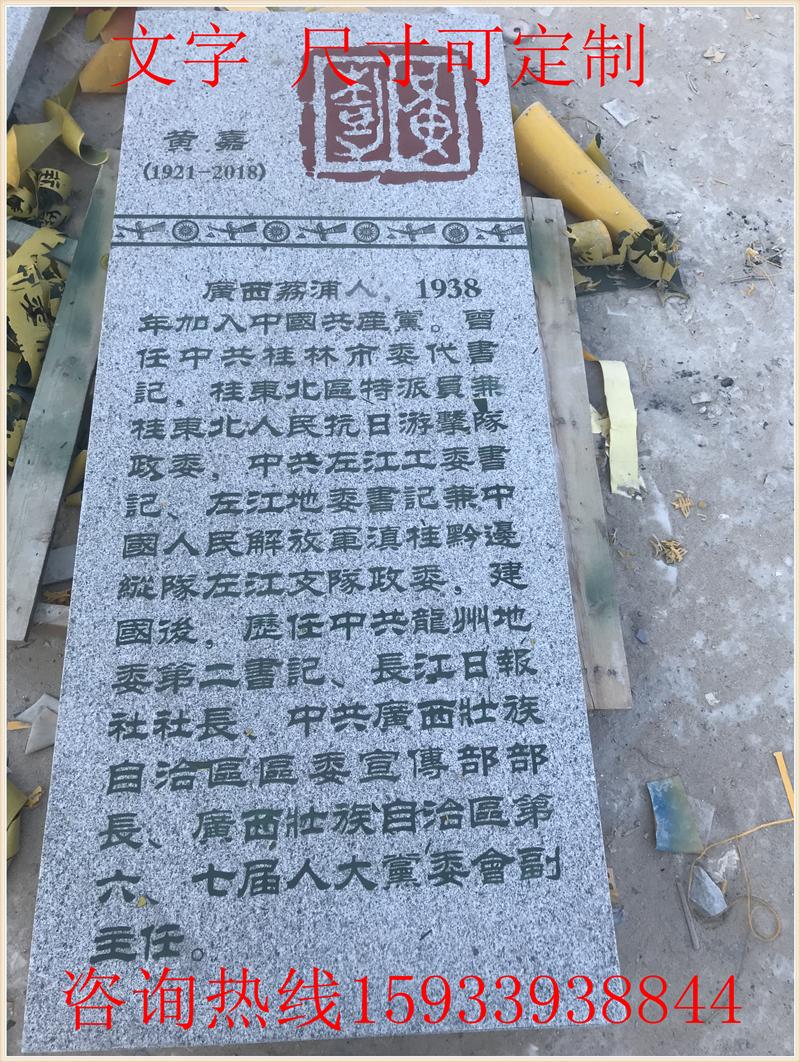 文字 尺寸可定制
黄嘉
黄 嘉
(1921-2018)
廣西荔浦人，1938
年加入中國共産黨。曾
任中共桂林市委代書
記，桂東北區特派員兼
桂東北人民抗日游擊隊
政委，中共左江工委書
記、左江地委書記兼中
國人民解放軍滇桂黔邊
縱隊左江支隊政委。建
國後，歷任中共龍州地
委第二書記、長江日報
社社長、中共廣西壯族
自治區區委宣傳部部
長、廣西壯族自治區第
六、七届人大黨委會副
主任。
咨询热线15933938844